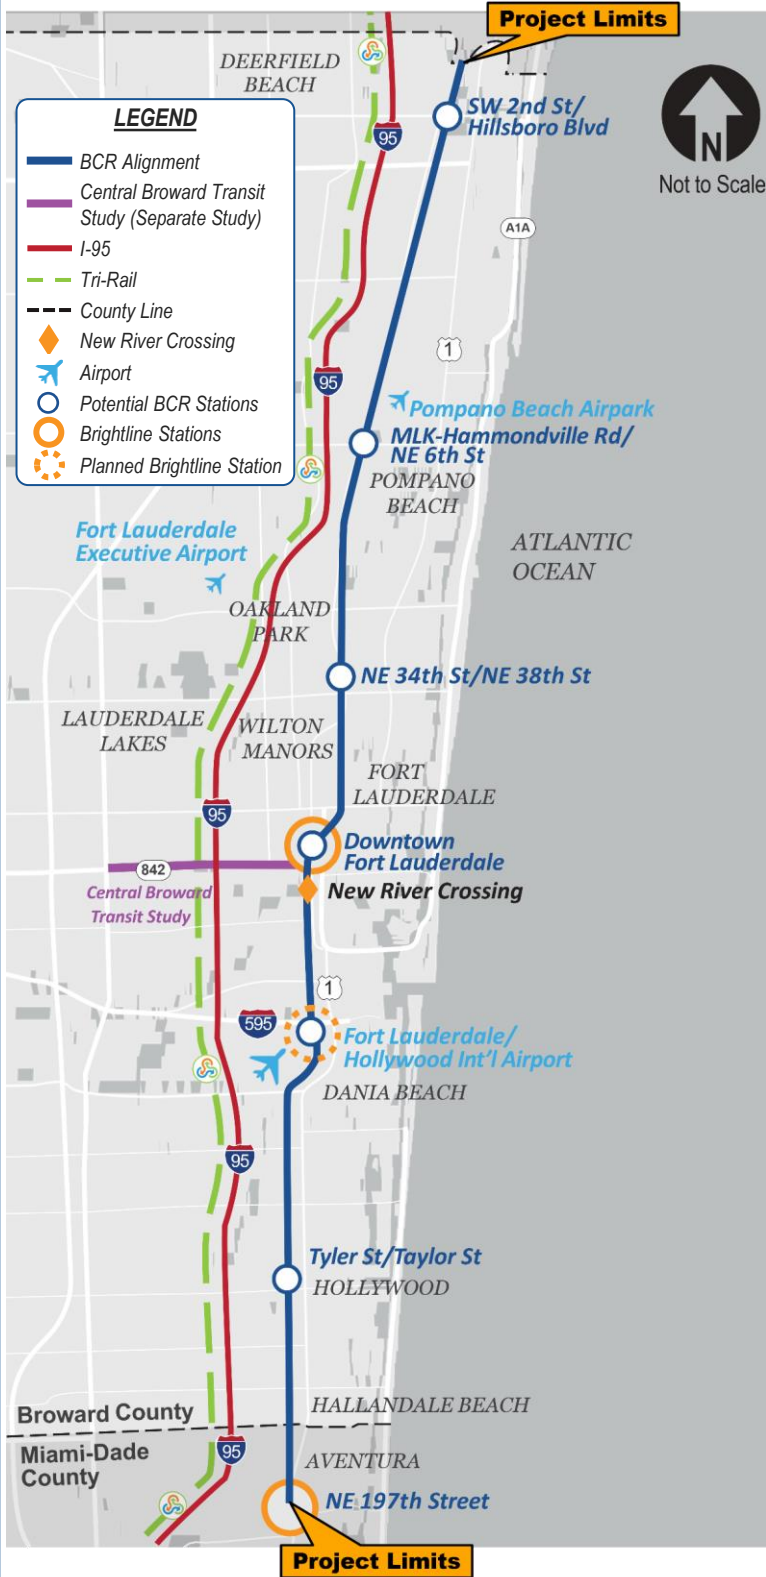 Project Limits
DEERFIELD
BEACH
SW 2nd St/
Hillsboro Blvd
N
Not to Scale
LEGEND
BCR Alignment
Central Broward Transit
Study (Separate Study)
I-95
Tri-Rail
County Line
New River Crossing
Airport
Potential BCR Stations
Brightline Stations
Planned Brightline Station
95
A1A
1
95
Pompano Beach Airpark
MLK-Hammondville Rd/
NE 6th St
POMPANO
BEACH
Fort Lauderdale
Executive Airport
ATLANTIC
OCEAN
OAKLAND
PARK
NE 34th St/NE 38th St
LAUDERDALE
LAKES
WILTON
MANORS
FORT
LAUDERDALE
95
Downtown
Fort Lauderdale
842
Central Broward
Transit Study
New River Crossing
1
595
Fort Lauderdale/
Hollywood Int'l Airport
DANIA BEACH
95
Tyler St/Taylor St
HOLLYWOOD
HALLANDALE BEACH
Broward County
Miami-Dade
County
95
AVENTURA
NE 197th Street
Project Limits